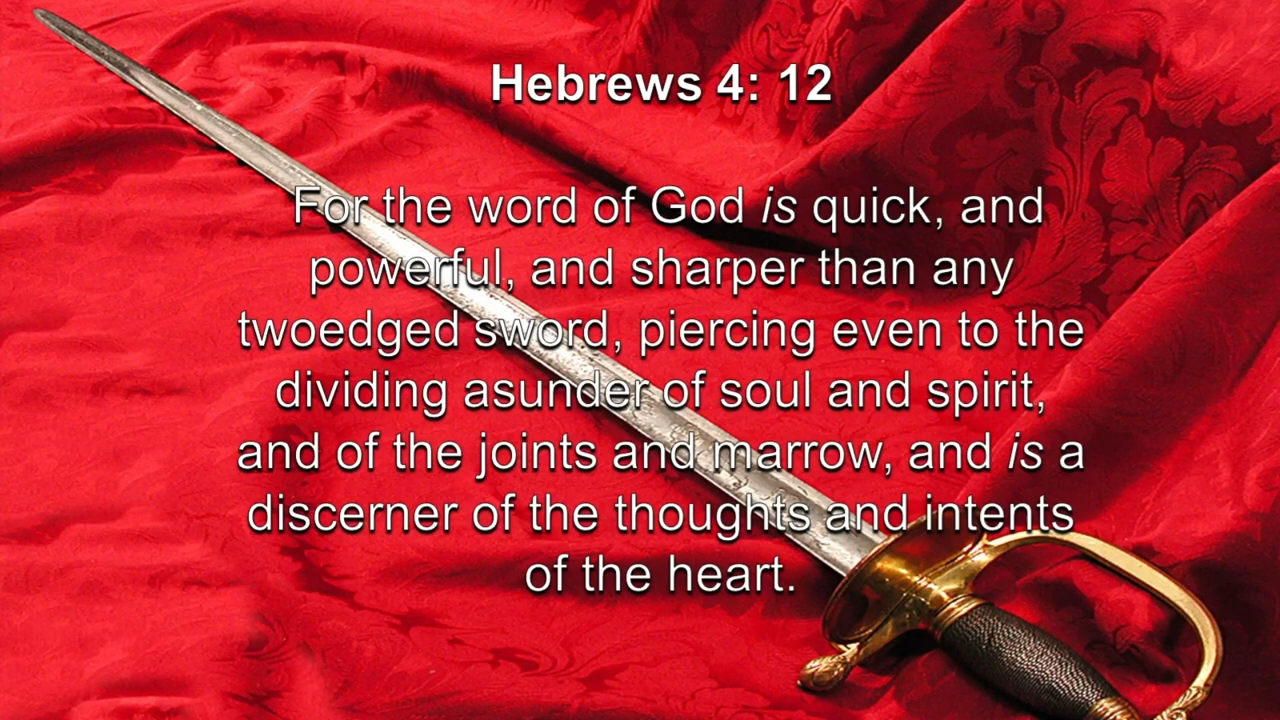 Hebrews 4: 12
For the word of God is quick, and
powerful, and sharper than any
twoedged sword, piercing even to the
dividing asunder of soul and spirit,
and of the joints and marrow, and is a
discerner of the thoughts and intents
of the heart.